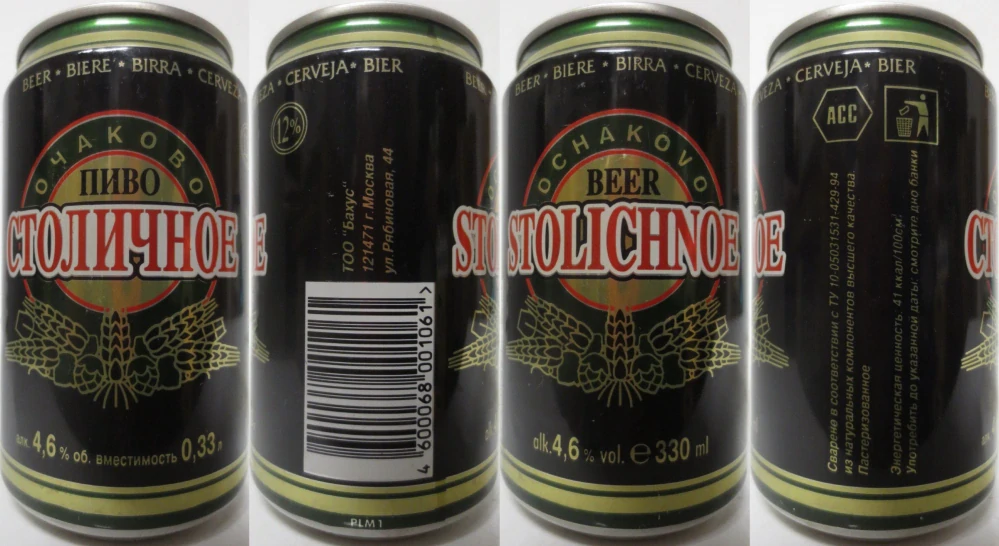 BEER * BIERE * BIRRA * CERVEZA
ОЧАКОВО
ПИВО
СТОЛИЧНОЕ
алк. 4,6 % об. вместимость 0,33 л
* CERVEJA * BIER
12%
ТОО "Бахус"
121471 г.Москва
ул.Рябиновая, 44
4 600068 001061 >
PLM1
BEER * BIERE * BIRRA * CERVEZA
OCHAKOVO
BEER
STOLICHNOE
alk.4,6 % vol. e 330 ml
* CERVEJA * BIER
ACC
Сварено в соответствии с ТУ 10-05031531-429-94
из натуральных компонентов высшего качества.
Пастеризованное
Энергетическая ценность: 41 ккал/100см³
Употребить до указанной даты: смотрите дно банки